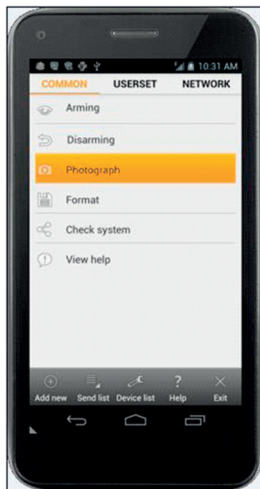 10:31 AM
COMMON USERSET NETWORK
Arming
Disarming
Photograph
Format
Check system
View help
Add new Send list Device list Help Exit